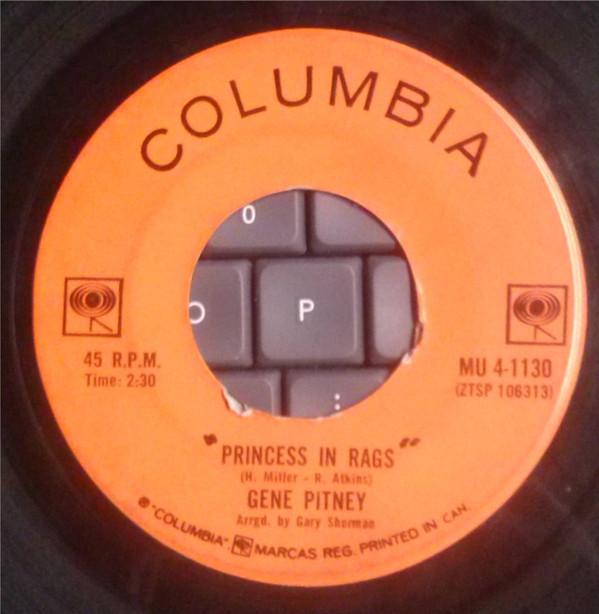 COLUMBIA
0
O
P
:
45 R.P.M.
Time: 2:30
MU 4-1130
(ZTSP 106313)
"PRINCESS IN RAGS"
(H. Miller - R. Atkins)
GENE PITNEY
Arrgd. by Gary Sherman
® "COLUMBIA" MARCAS REG. PRINTED IN CAN.